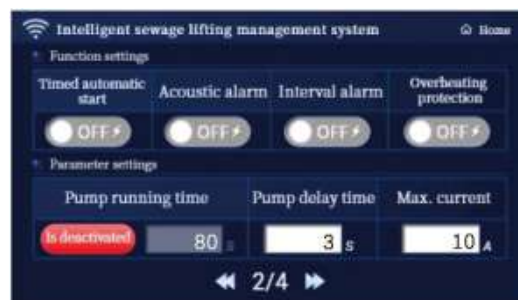 Intelligent sewage lifting management system Home
Function settings
Timed automatic start Acoustic alarm Interval alarm Overheating protection
OFF OFF OFF OFF
Parameter settings
Pump running time Pump delay time Max. current
Is deactivated 80 s 3 s 10 A
2/4